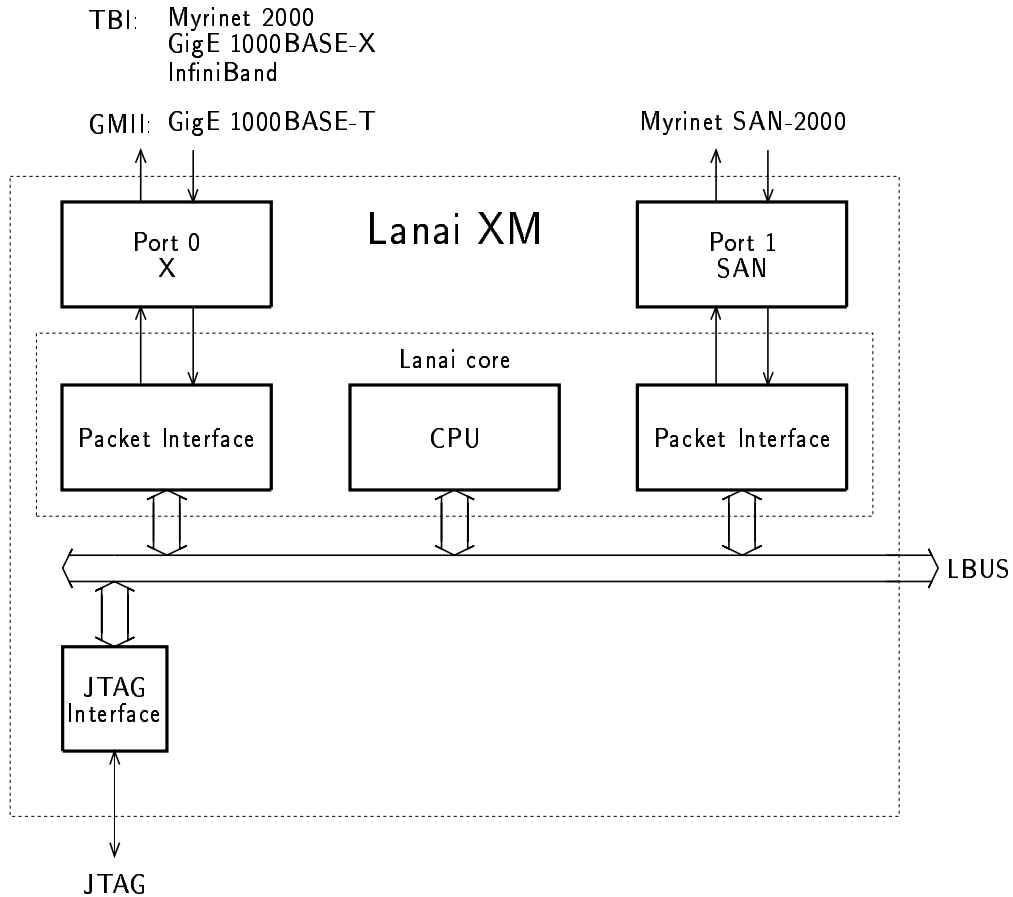 TBI: Myrinet 2000
GigE 1000BASE-X
InfiniBand
GMII: GigE 1000BASE-T
Myrinet SAN-2000
Lanai XM
Port 0
X
Port 1
SAN
Lanai core
Packet Interface
CPU
Packet Interface
LBUS
JTAG
Interface
JTAG